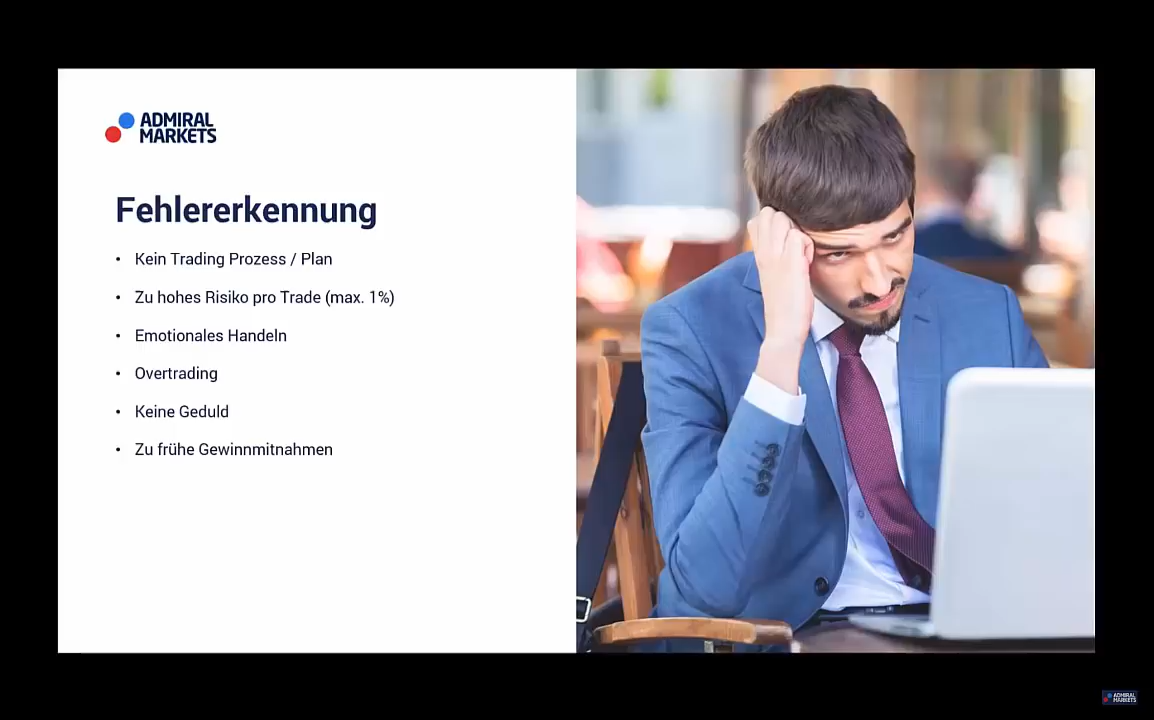 ADMIRAL
MARKETS
Fehlererkennung
• Kein Trading Prozess / Plan
• Zu hohes Risiko pro Trade (max. 1%)
• Emotionales Handeln
• Overtrading
• Keine Geduld
• Zu frühe Gewinnmitnahmen
ADMIRAL
MARKETS